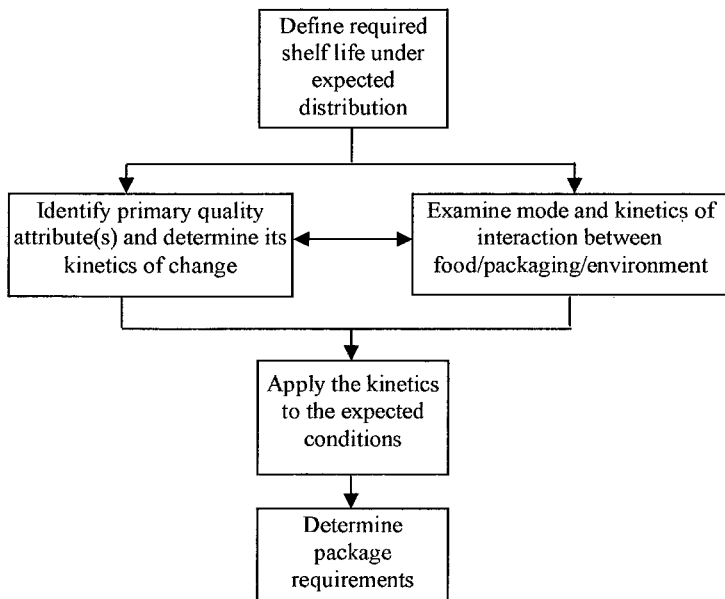 Define required
shelf life under
expected
distribution
Identify primary quality
attribute(s) and determine its
kinetics of change
Examine mode and kinetics of
interaction between
food/packaging/environment
Apply the kinetics
to the expected
conditions
Determine
package
requirements